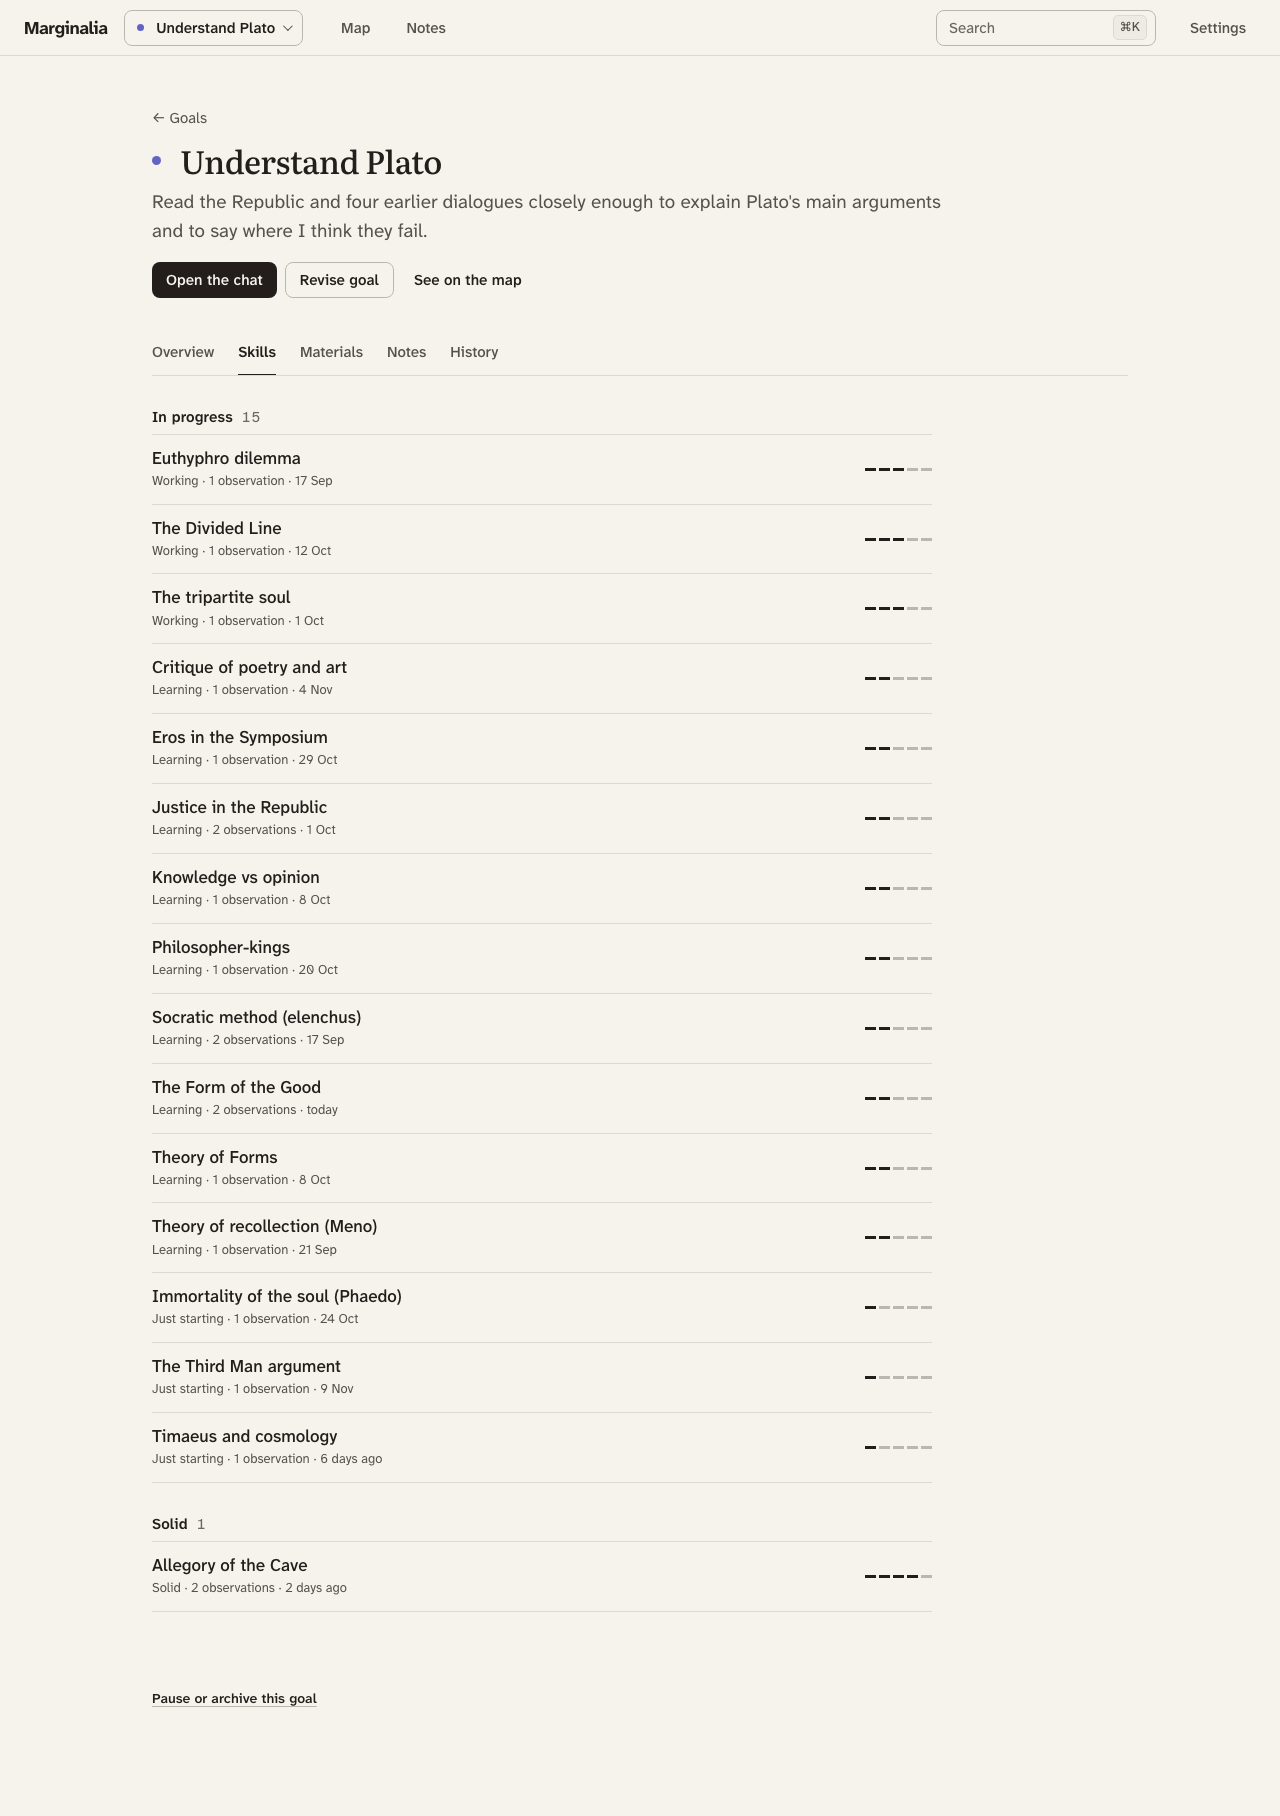 Marginalia
Understand Plato
Map
Notes
Search
⌘K
Settings
← Goals
Understand Plato
Read the Republic and four earlier dialogues closely enough to explain Plato's main arguments
and to say where I think they fail.
Open the chat
Revise goal
See on the map
Overview
Skills
Materials
Notes
History
In progress 15
Euthyphro dilemma
Working · 1 observation · 17 Sep
The Divided Line
Working · 1 observation · 12 Oct
The tripartite soul
Working · 1 observation · 1 Oct
Critique of poetry and art
Learning · 1 observation · 4 Nov
Eros in the Symposium
Learning · 1 observation · 29 Oct
Justice in the Republic
Learning · 2 observations · 1 Oct
Knowledge vs opinion
Learning · 1 observation · 8 Oct
Philosopher-kings
Learning · 1 observation · 20 Oct
Socratic method (elenchus)
Learning · 2 observations · 17 Sep
The Form of the Good
Learning · 2 observations · today
Theory of Forms
Learning · 1 observation · 8 Oct
Theory of recollection (Meno)
Learning · 1 observation · 21 Sep
Immortality of the soul (Phaedo)
Just starting · 1 observation · 24 Oct
The Third Man argument
Just starting · 1 observation · 9 Nov
Timaeus and cosmology
Just starting · 1 observation · 6 days ago
Solid 1
Allegory of the Cave
Solid · 2 observations · 2 days ago
Pause or archive this goal